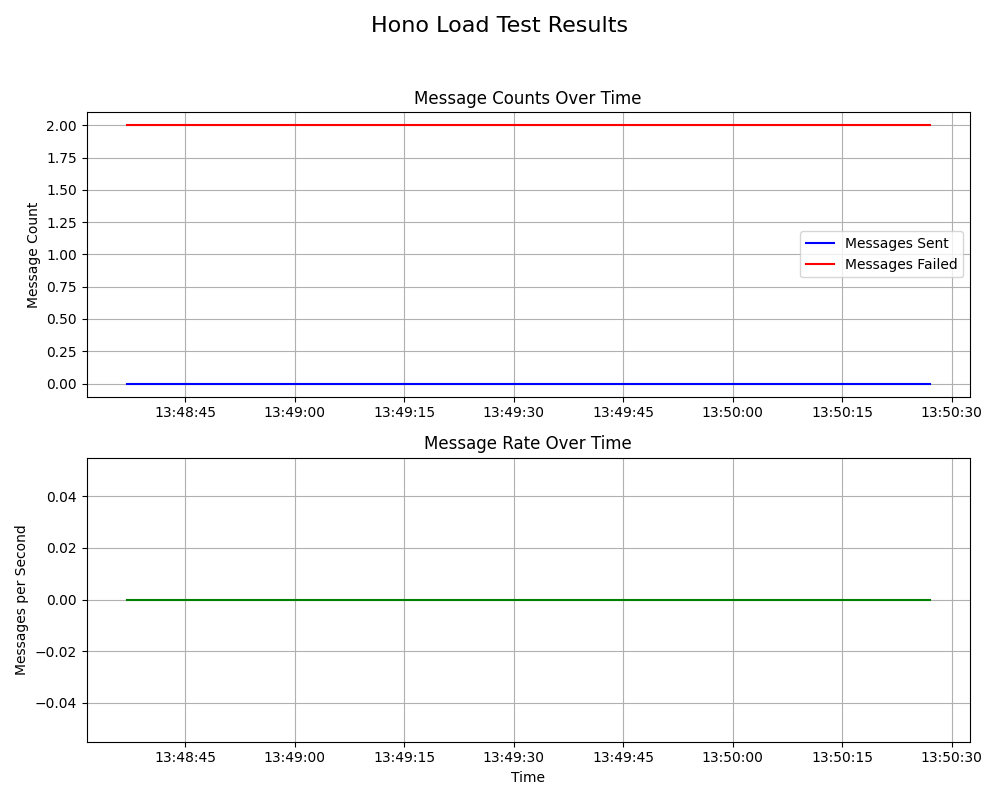 Hono Load Test Results
Message Counts Over Time
Message Count
2.00
1.75
1.50
1.25
1.00
0.75
0.50
0.25
0.00
Messages Sent
Messages Failed
13:48:45 13:49:00 13:49:15 13:49:30 13:49:45 13:50:00 13:50:15 13:50:30
Message Rate Over Time
Messages per Second
0.04
0.02
0.00
−0.02
−0.04
13:48:45 13:49:00 13:49:15 13:49:30 13:49:45 13:50:00 13:50:15 13:50:30
Time